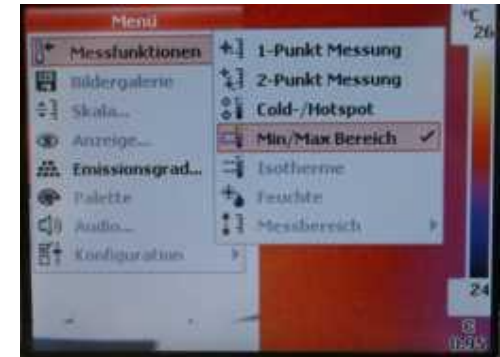 Menü
Messfunktionen
Bildergalerie
Skala...
Anzeige...
Emissionsgrad...
Palette
Audio...
Konfiguration
1-Punkt Messung
2-Punkt Messung
Cold-/Hotspot
Min/Max Bereich
Isotherme
Feuchte
Messbereich
°C
26
24
ε
0.95